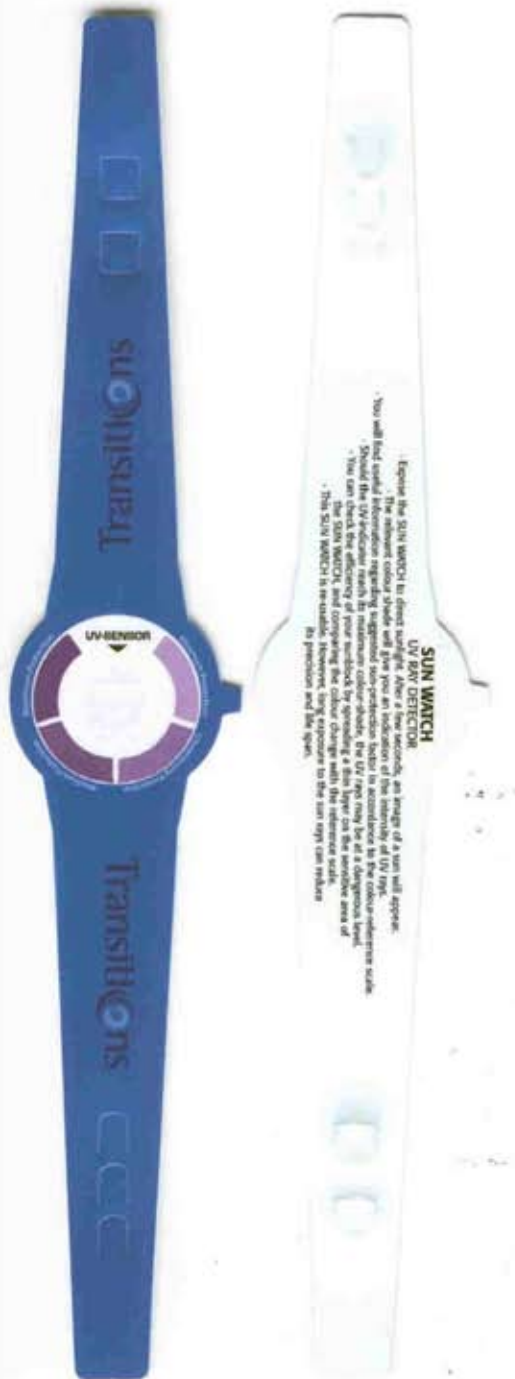 Transitions
UV-SENSOR
Transitions
SUN WATCH
UV RAY DETECTOR
- Expose the SUN WATCH to direct sunlight. After a few seconds, an image of a sun will appear.
- The relevant colour shade will give you an indication of the intensity of UV rays.
- You will find useful information regarding suggested sun-protection factor in accordance to the colour-reference scale.
- Should the UV-indicator reach its maximum colour-shade, the UV rays may be at a dangerous level.
- You can check the efficiency of your sunblock by spreading a thin layer on the sensitive area of
the SUN WATCH, and comparing the colour change with the reference scale.
- This SUN WATCH is re-usable. However, long exposure to the sun rays can reduce
its precision and life span.